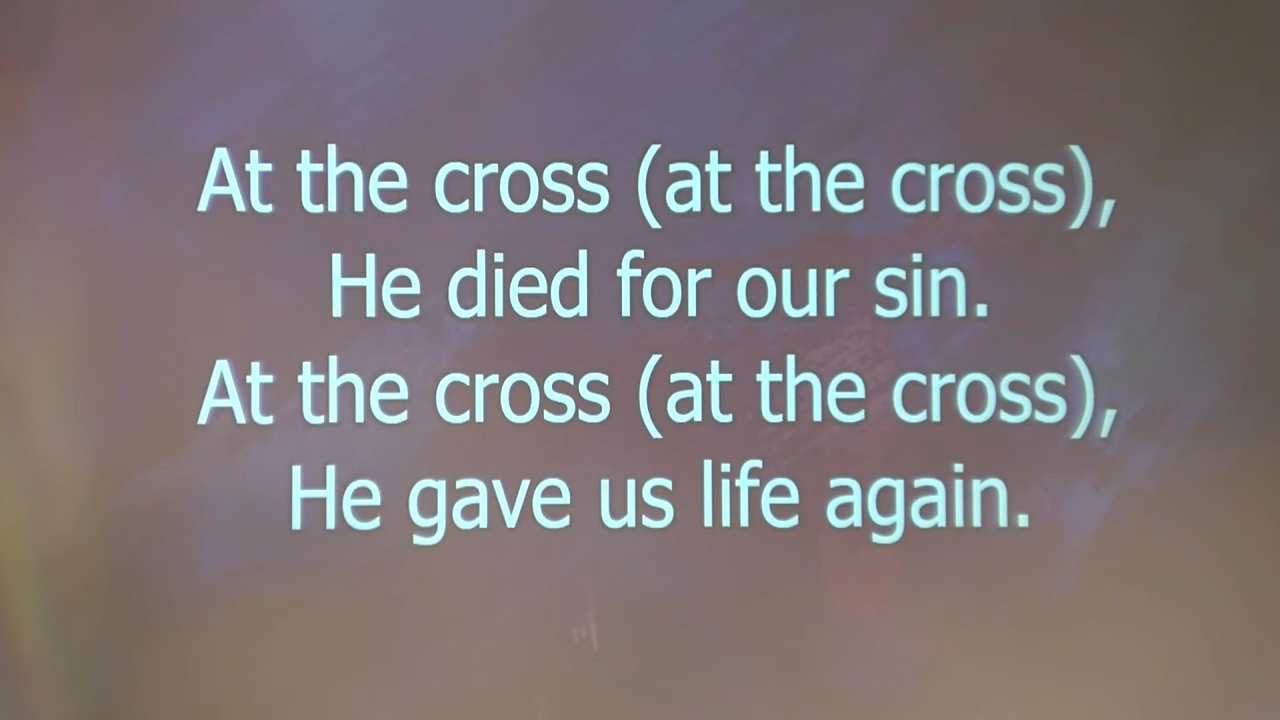 At the cross (at the cross),
He died for our sin.
At the cross (at the cross),
He gave us life again.